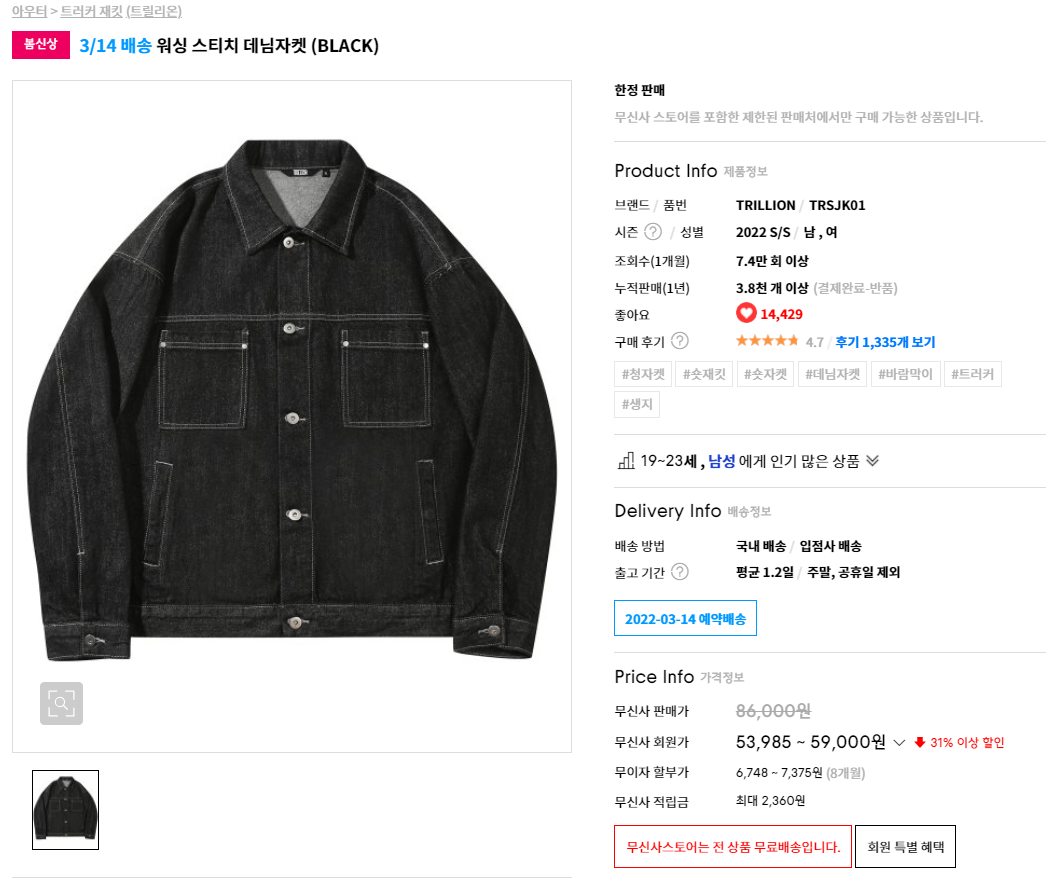 아우터 > 트러커 재킷 (트릴리온)
봄신상 3/14 배송 워싱 스티치 데님자켓 (BLACK)
한정 판매
무신사 스토어를 포함한 제한된 판매처에서만 구매 가능한 상품입니다.
Product Info 제품정보
브랜드 / 품번 TRILLION / TRSJK01
시즌 ? / 성별 2022 S/S / 남 , 여
조회수(1개월) 7.4만 회 이상
누적판매(1년) 3.8천 개 이상 (결제완료-반품)
좋아요 14,429
구매 후기 ? ★★★★★ 4.7 / 후기 1,335개 보기
#청자켓 #숏재킷 #숏자켓 #데님자켓 #바람막이 #트러커
#생지
19~23세 , 남성 에게 인기 많은 상품
Delivery Info 배송정보
배송 방법 국내 배송 / 입점사 배송
출고 기간 ? 평균 1.2일 / 주말, 공휴일 제외
2022-03-14 예약배송
Price Info 가격정보
무신사 판매가 86,000원
무신사 회원가 53,985 ~ 59,000원 31% 이상 할인
무이자 할부가 6,748 ~ 7,375원 (8개월)
무신사 적립금 최대 2,360원
무신사스토어는 전 상품 무료배송입니다. 회원 특별 혜택